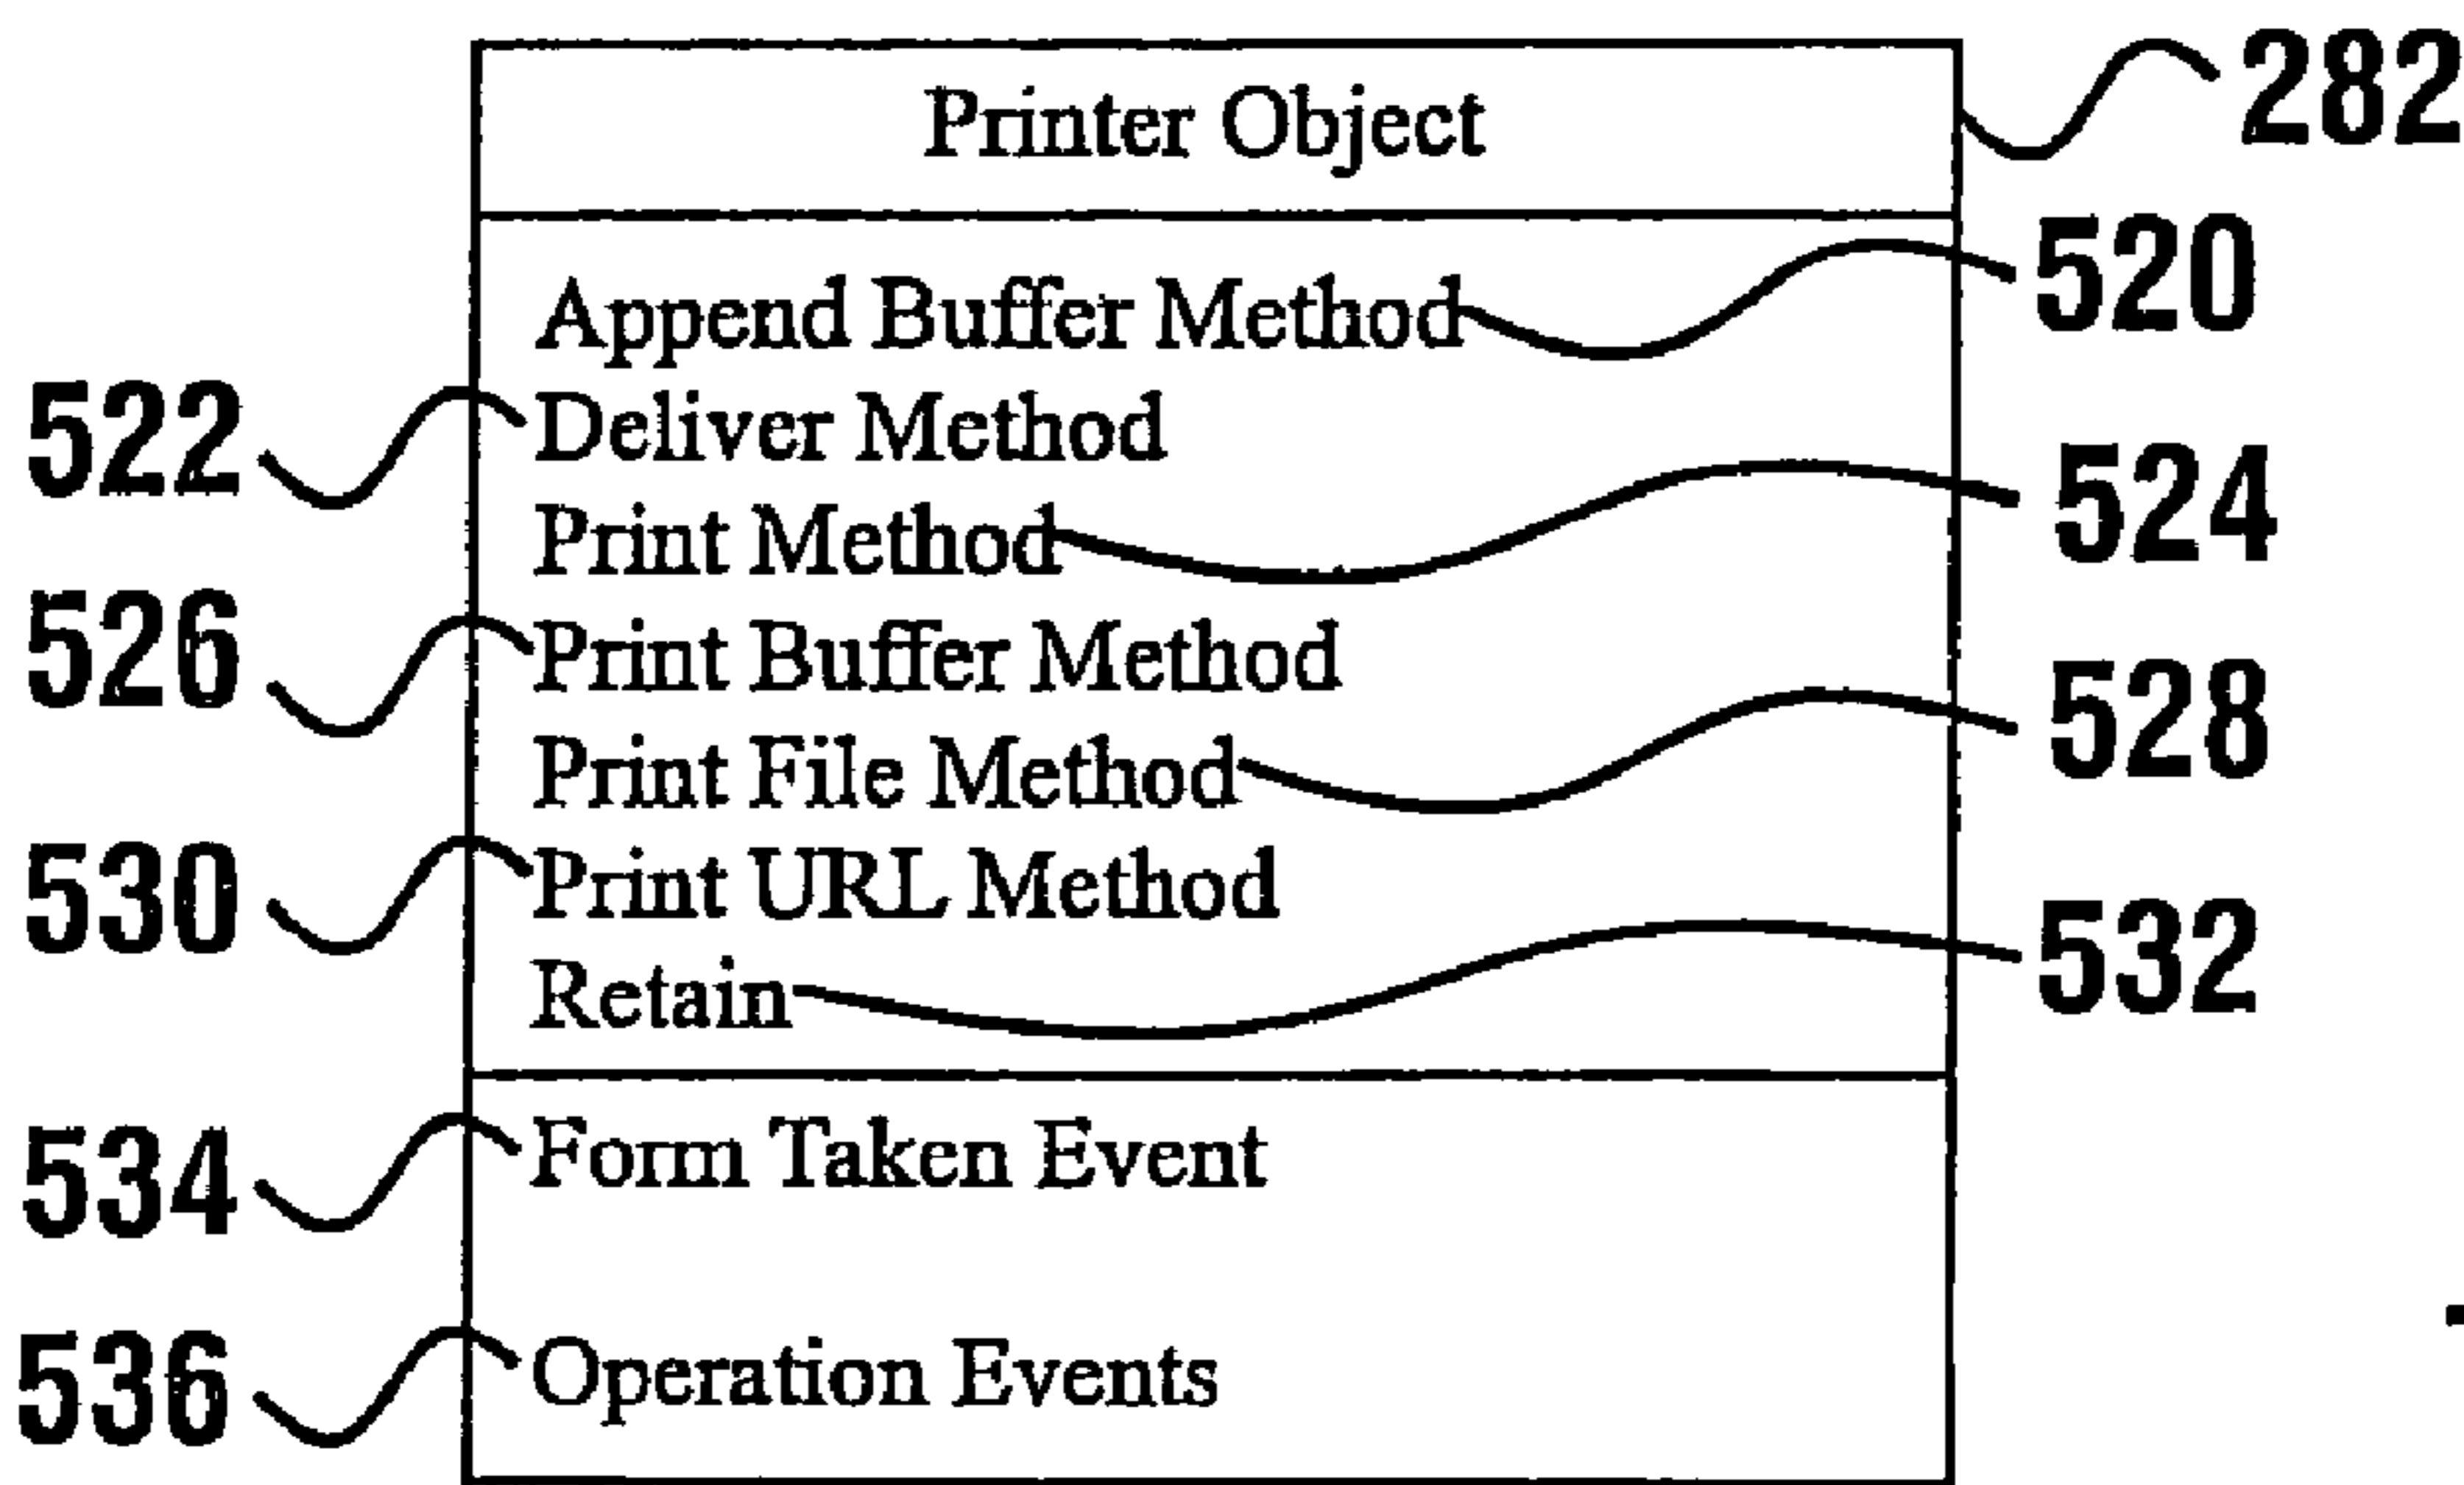 Printer Object 282
Append Buffer Method 520
522 Deliver Method
Print Method 524
526 Print Buffer Method
Print File Method 528
530 Print URL Method
Retain 532
534 Form Taken Event
536 Operation Events